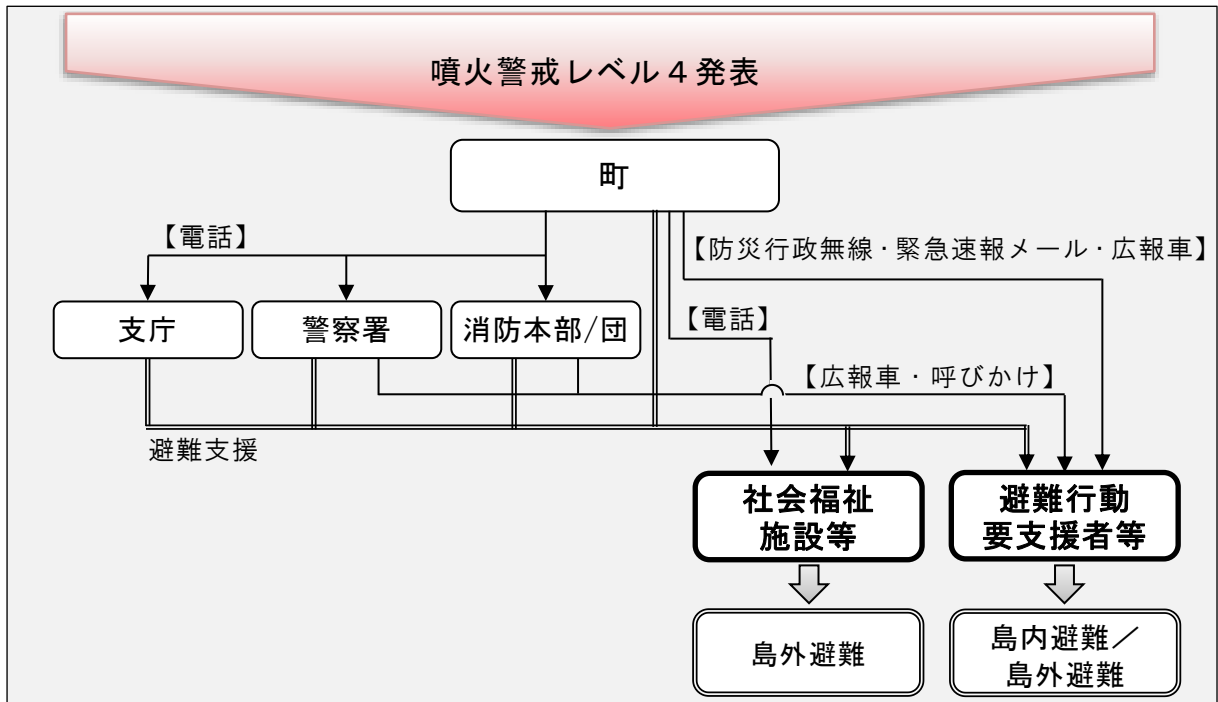 噴火警戒レベル４発表
町
【電話】
【防災行政無線・緊急速報メール・広報車】
支庁
警察署
消防本部/団
【電話】
【広報車・呼びかけ】
避難支援
社会福祉
施設等
避難行動
要支援者等
島外避難
島内避難／
島外避難